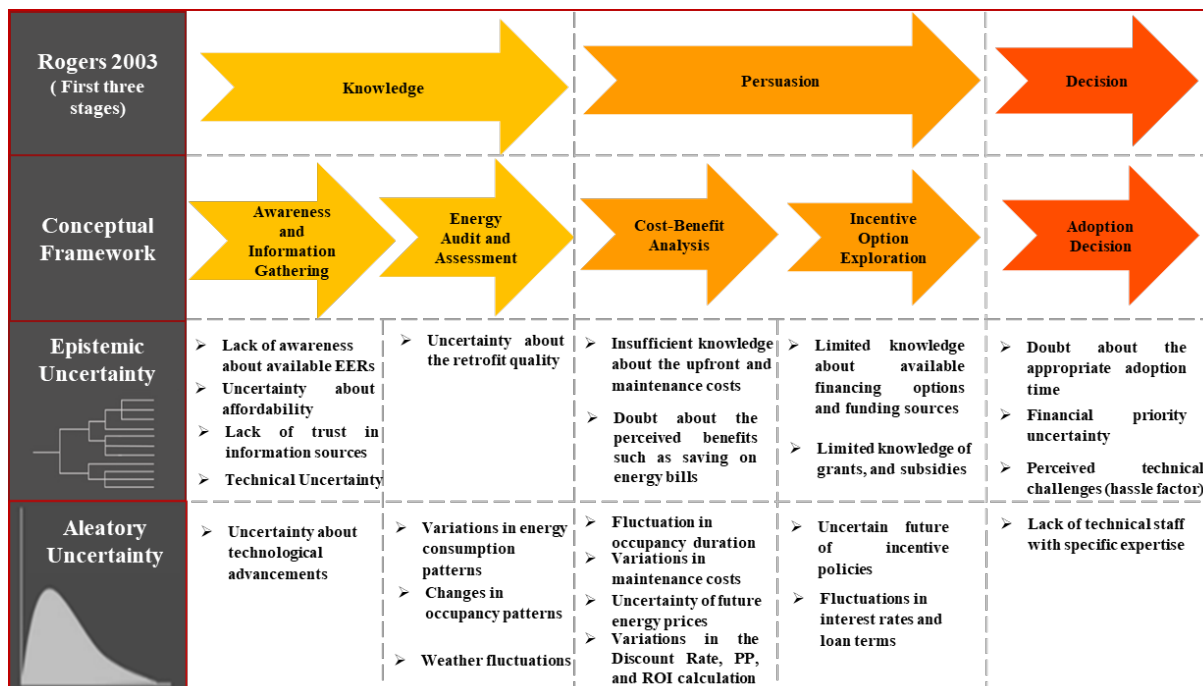 Rogers 2003
( First three
stages)
Knowledge
Persuasion
Decision
Conceptual
Framework
Awareness
and
Information
Gathering
Energy
Audit and
Assessment
Cost-Benefit
Analysis
Incentive
Option
Exploration
Adoption
Decision
Epistemic
Uncertainty
➢ Lack of awareness
about available EERs
➢ Uncertainty about
affordability
➢ Lack of trust in
information sources
➢ Technical Uncertainty
➢ Uncertainty about
the retrofit quality
➢ Insufficient knowledge
about the upfront and
maintenance costs
➢ Doubt about the
perceived benefits
such as saving on
energy bills
➢ Limited knowledge
about available
financing options
and funding sources
➢ Limited knowledge of
grants, and subsidies
➢ Doubt about the
appropriate adoption
time
➢ Financial priority
uncertainty
➢ Perceived technical
challenges (hassle factor)
Aleatory
Uncertainty
➢ Uncertainty about
technological
advancements
➢ Variations in energy
consumption
patterns
➢ Changes in
occupancy patterns
➢ Weather fluctuations
➢ Fluctuation in
occupancy duration
➢ Variations in
maintenance costs
➢ Uncertainty of future
energy prices
➢ Variations in the
Discount Rate, PP,
and ROI calculation
➢ Uncertain future
of incentive
policies
➢ Fluctuations in
interest rates and
loan terms
➢ Lack of technical staff
with specific expertise